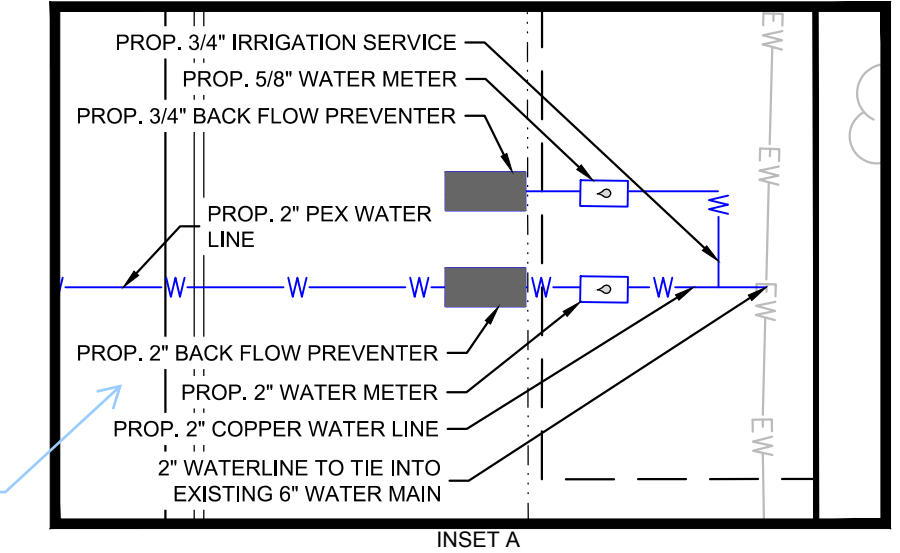 PROP. 3/4" IRRIGATION SERVICE
PROP. 5/8" WATER METER
PROP. 3/4" BACK FLOW PREVENTER
PROP. 2" PEX WATER
LINE
EW
EW
EW
EW
W
W W W W W W
PROP. 2" BACK FLOW PREVENTER
PROP. 2" WATER METER
PROP. 2" COPPER WATER LINE
2" WATERLINE TO TIE INTO
EXISTING 6" WATER MAIN
INSET A